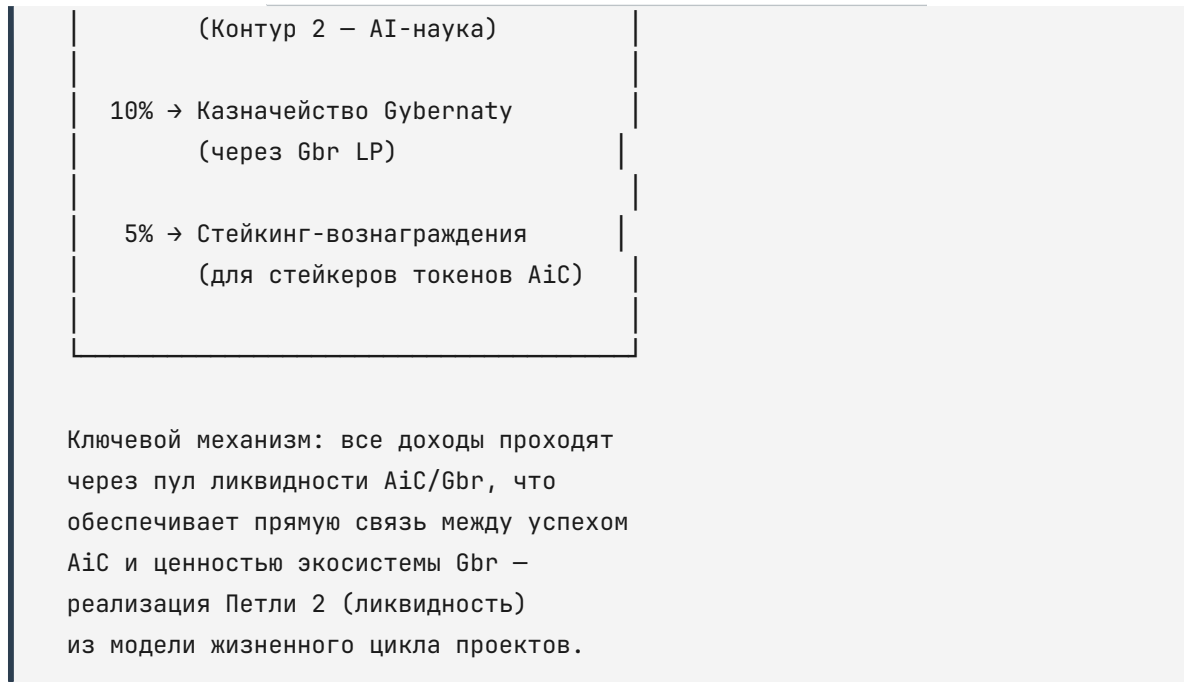 (Контур 2 — AI-наука)
10% → Казначейство Gybernaty
(через Gbr LP)
5% → Стейкинг-вознаграждения
(для стейкеров токенов AiC)
Ключевой механизм: все доходы проходят
через пул ликвидности AiC/Gbr, что
обеспечивает прямую связь между успехом
AiC и ценностью экосистемы Gbr —
реализация Петли 2 (ликвидность)
из модели жизненного цикла проектов.